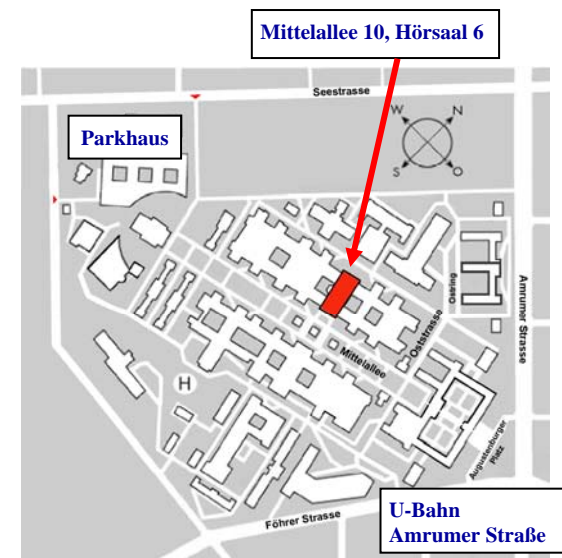 Mittelallee 10, Hörsaal 6
Seestrasse
Parkhaus
W
N
S
O
Ostring
Amrumer Strasse
Oststrasse
Mittelallee
H
Augustenburger
Platz
U-Bahn
Amrumer Straße
Föhrer Strasse